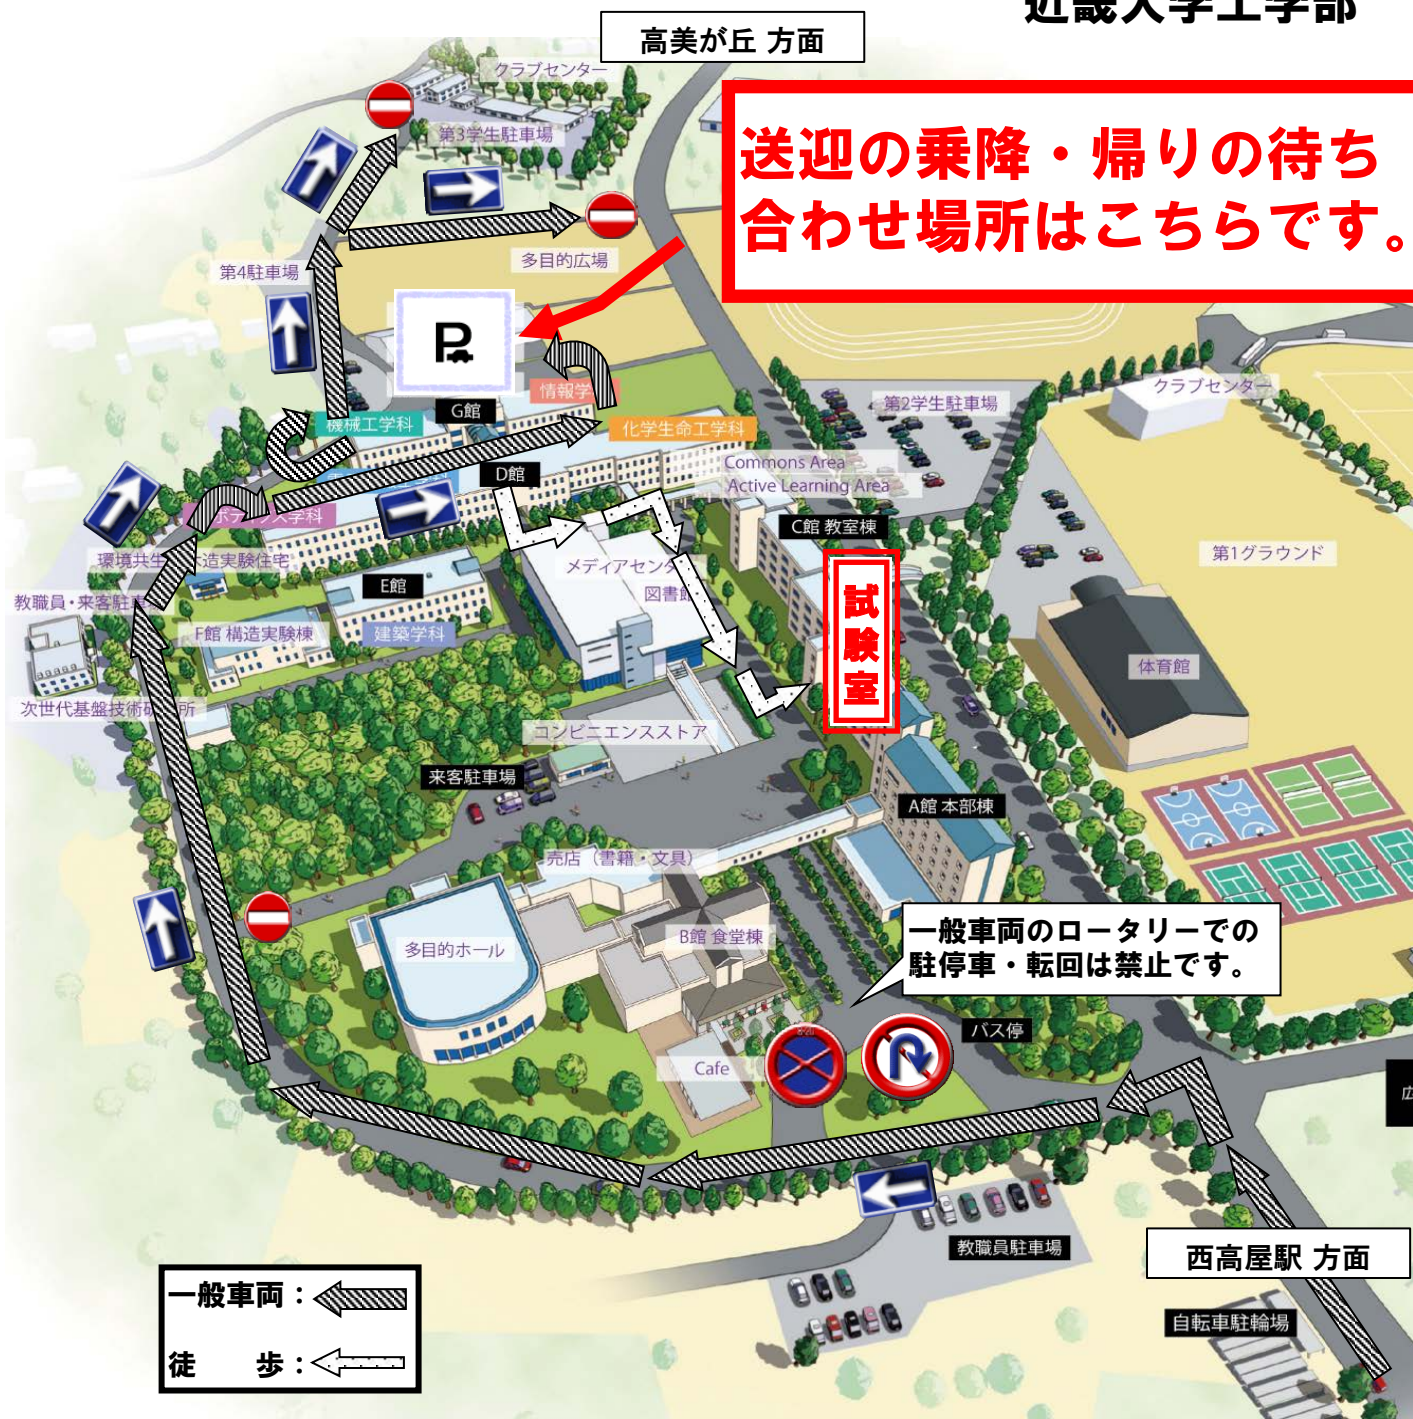 近畿大学工学部
高美が丘 方面
クラブセンター
第3学生駐車場
送迎の乗降・帰りの待ち
合わせ場所はこちらです。
多目的広場
第4駐車場
P
情報学
G館
機械工学科
化学生命工学科
第2学生駐車場
クラブセンター
D館
Commons Area
Active Learning Area
C館 教室棟
第1グラウンド
環境共生
造実験住宅
メディアセンタ
図書館
E館
教職員・来客駐車
F館 構造実験棟
建築学科
試験室
体育館
次世代基盤技術研
所
コンビニエンスストア
来客駐車場
A館 本部棟
売店（書籍・文具）
多目的ホール
B館 食堂棟
一般車両のロータリーでの
駐停車・転回は禁止です。
バス停
Cafe
広
教職員駐車場
西高屋駅 方面
自転車駐輪場
一般車両：
徒　歩：